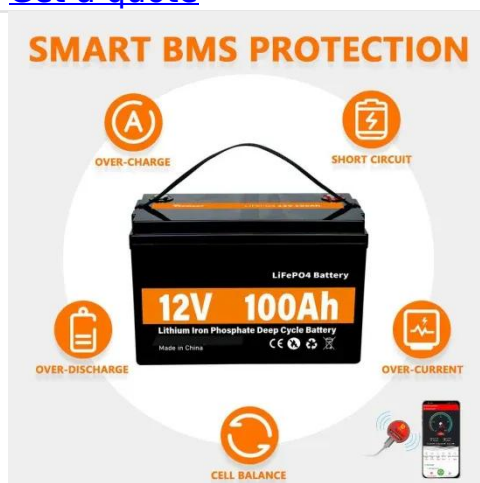 Get a quote
SMART BMS PROTECTION
OVER-CHARGE
SHORT CIRCUIT
LiFePO4 Battery
12V 100Ah
Lithium Iron Phosphate Deep Cycle Battery
Made in China
CE
OVER-DISCHARGE
OVER-CURRENT
CELL BALANCE